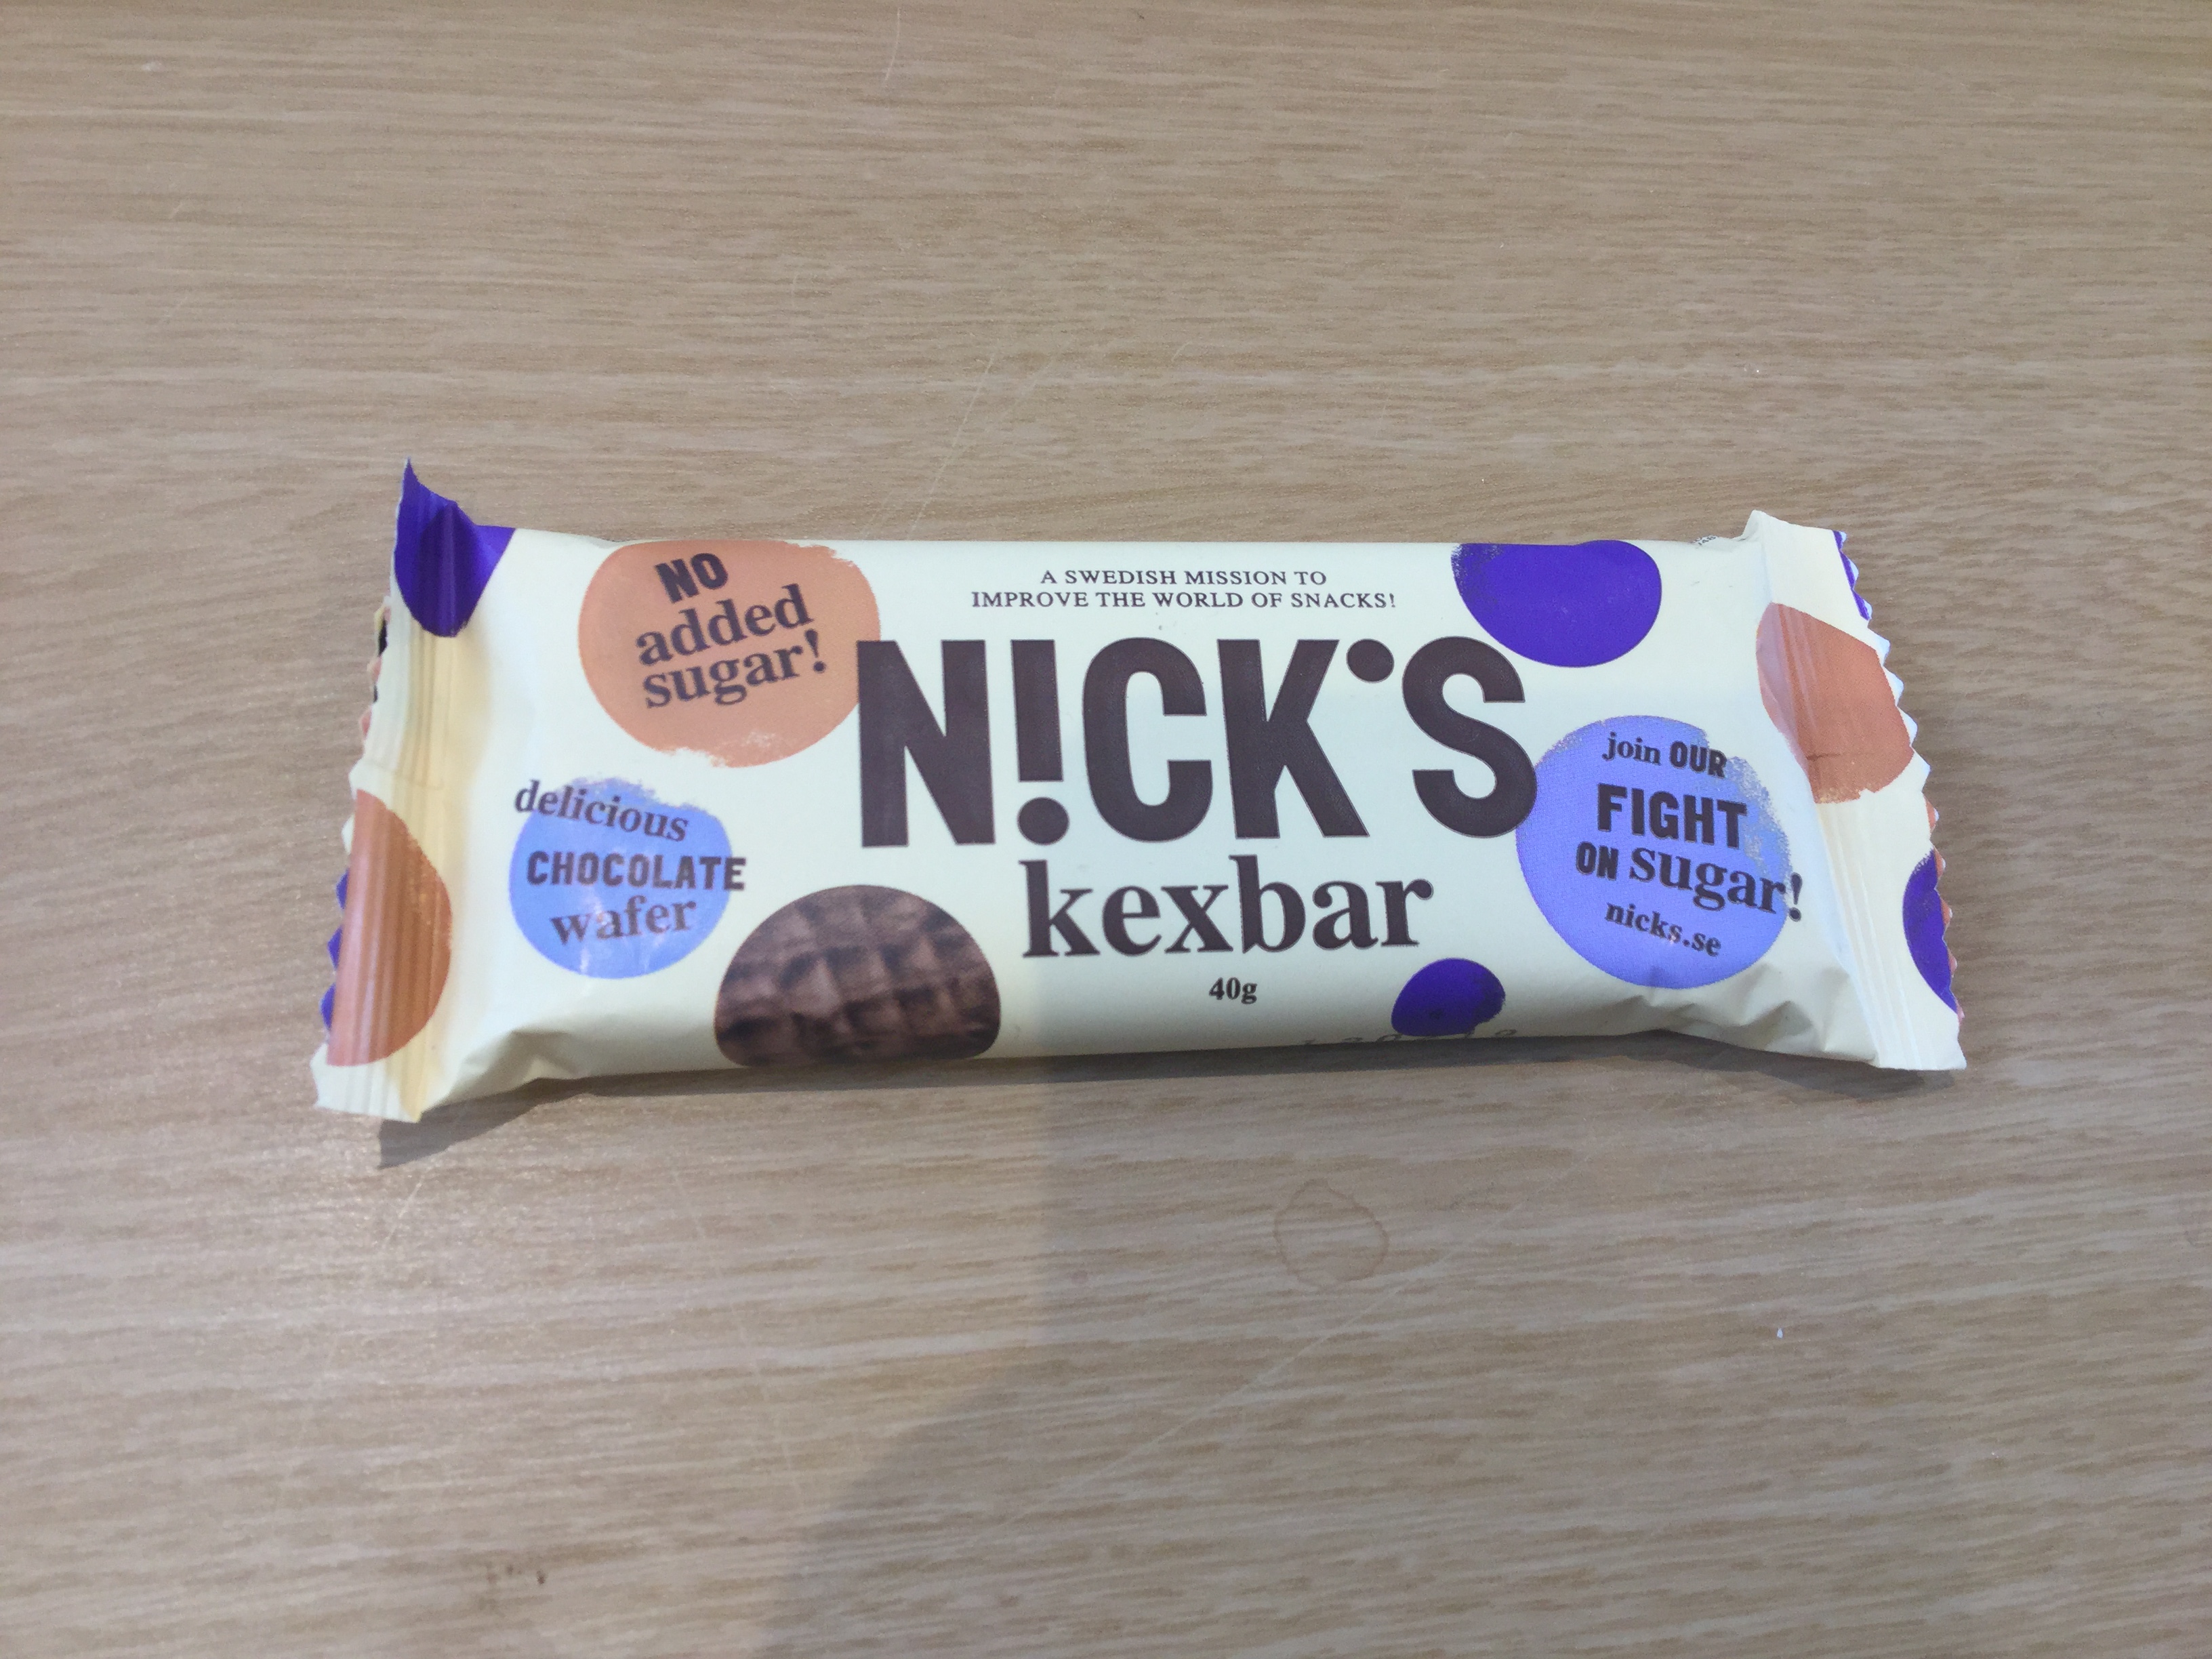 A SWEDISH MISSION TO
IMPROVE THE WORLD OF SNACKS!
NO
added
sugar!
N!CK'S
kexbar
40g
delicious
CHOCOLATE
wafer
join OUR
FIGHT
ON sugar!
nicks.se